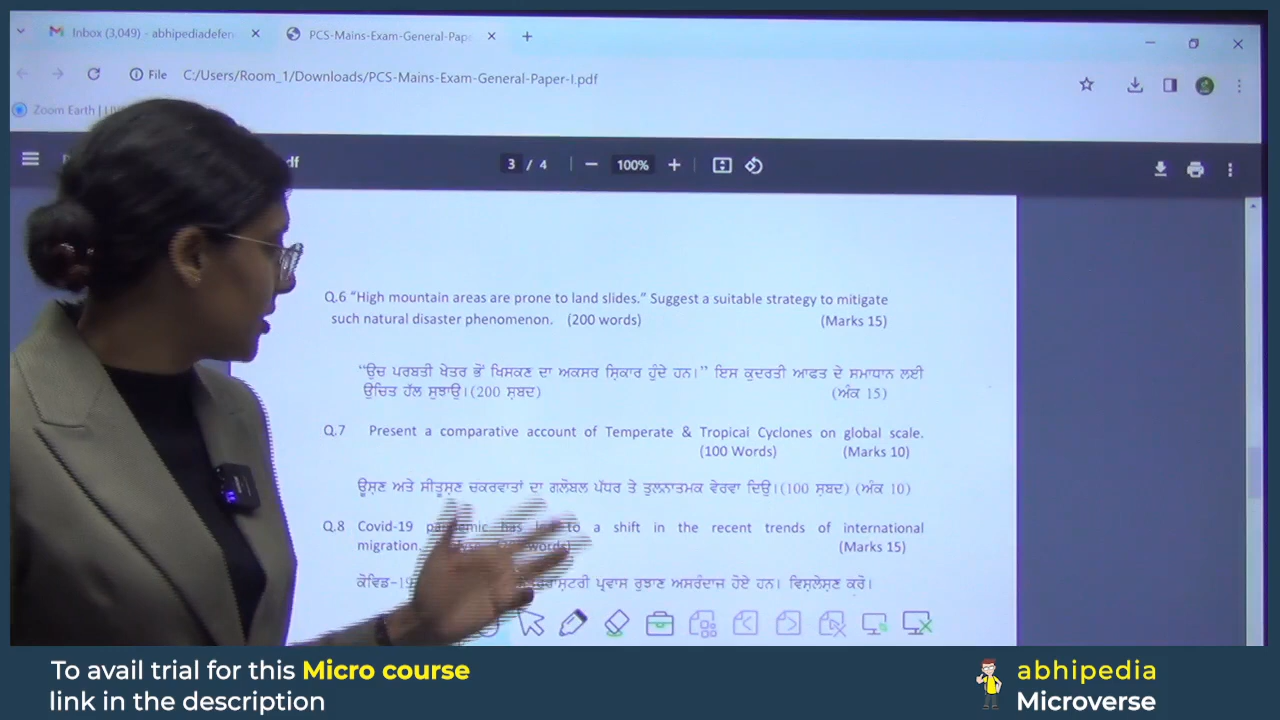 Inbox (3,049) - abhipediadefen
PCS-Mains-Exam-General-Pap
File C:/Users/Room_1/Downloads/PCS-Mains-Exam-General-Paper-I.pdf
Zoom Earth |
df
3 / 4
100%
Q.6 “High mountain areas are prone to land slides.” Suggest a suitable strategy to mitigate
such natural disaster phenomenon. (200 words) (Marks 15)
“ਉਚ ਪਰਬਤੀ ਖੇਤਰ ਭੋਂ ਖਿਸਕਣ ਦਾ ਅਕਸਰ ਸ਼ਿਕਾਰ ਹੁੰਦੇ ਹਨ।” ਇਸ ਕੁਦਰਤੀ ਆਫਤ ਦੇ ਸਮਾਧਾਨ ਲਈ
ਉਚਿਤ ਹੱਲ ਸੁਝਾਉ।(200 ਸ਼ਬਦ) (ਅੰਕ 15)
Q.7 Present a comparative account of Temperate & Tropical Cyclones on global scale.
(100 Words) (Marks 10)
ਊਸ਼ਣ ਅਤੇ ਸੀਤੂਸ਼ਣ ਚਕਰਵਾਤਾਂ ਦਾ ਗਲੋਬਲ ਪੱਧਰ ਤੇ ਤੁਲਨਾਤਮਕ ਵੇਰਵਾ ਦਿਉ।(100 ਸ਼ਬਦ) (ਅੰਕ 10)
Q.8 Covid-19 pandemic has led to a shift in the recent trends of international
migration. words) (Marks 15)
ਕੋਵਿਡ-19 ਪ੍ਰਵਾਸ ਰੁਝਾਣ ਅਸਰੰਦਾਜ ਹੋਏ ਹਨ। ਵਿਸ਼ਲੇਸ਼ਣ ਕਰੋ।
To avail trial for this Micro course
link in the description
abhipedia
Microverse